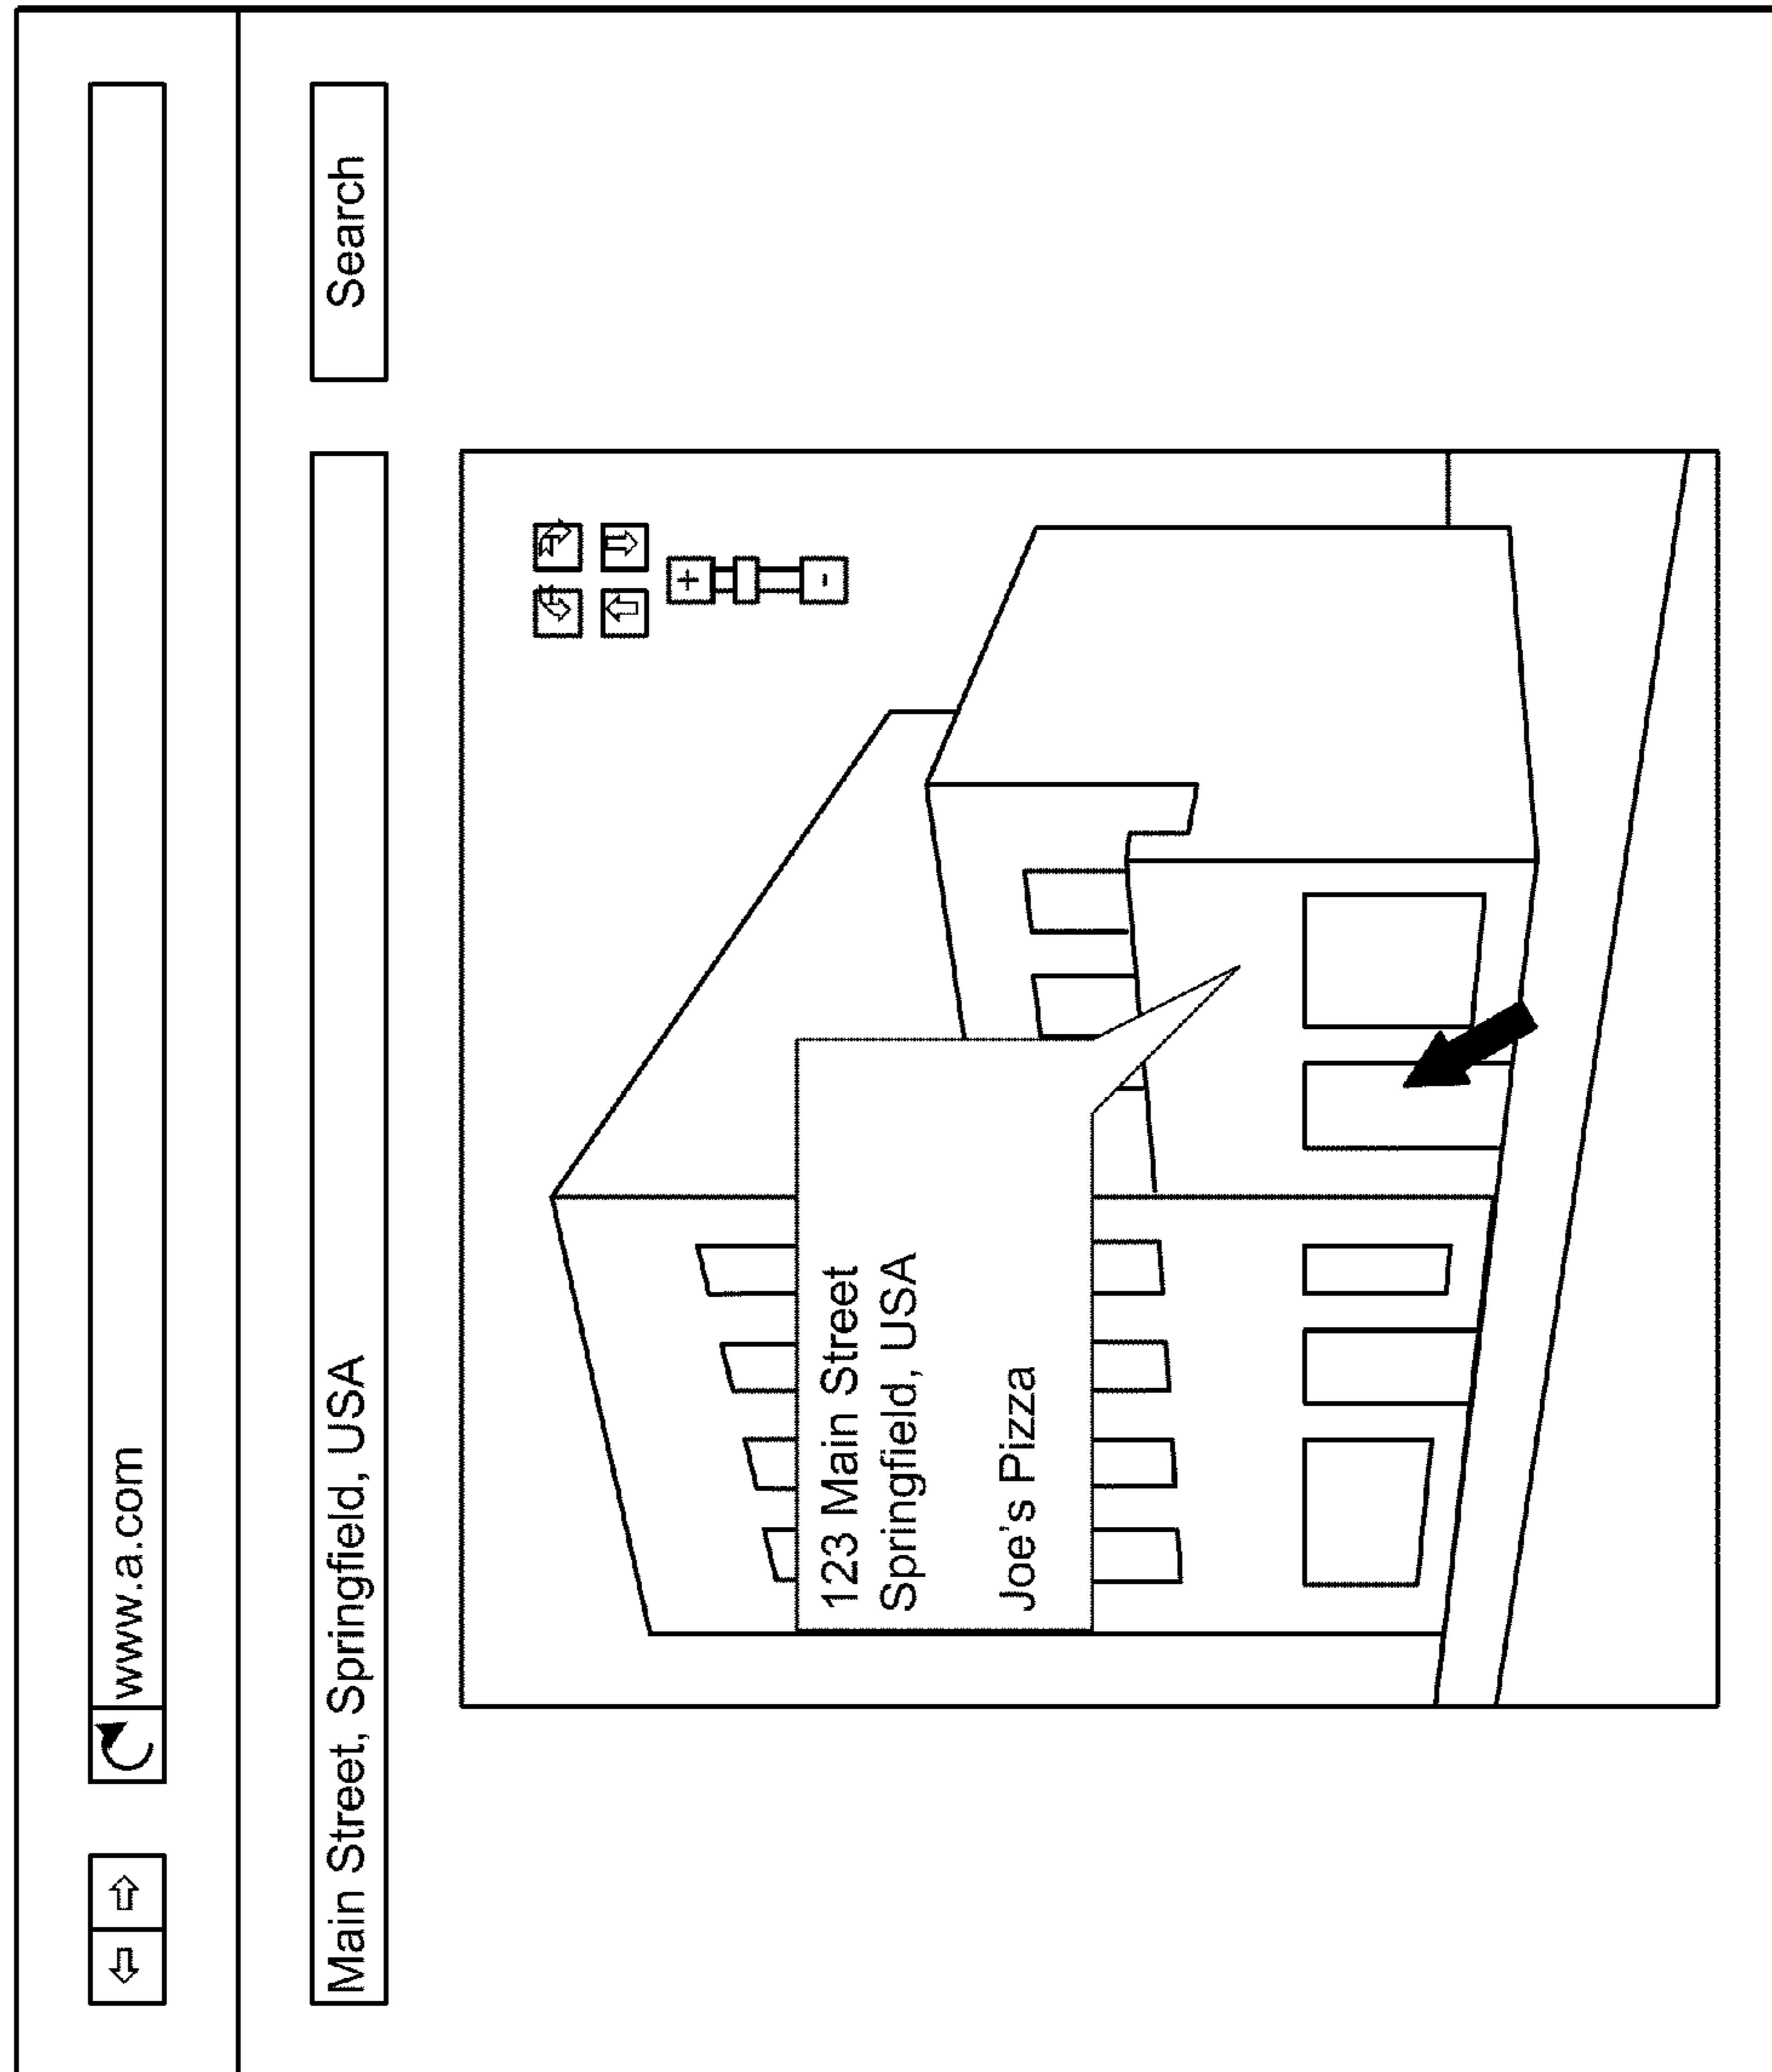 www.a.com
Main Street, Springfield, USA
Search
+
-
123 Main Street
Springfield, USA
Joe's Pizza